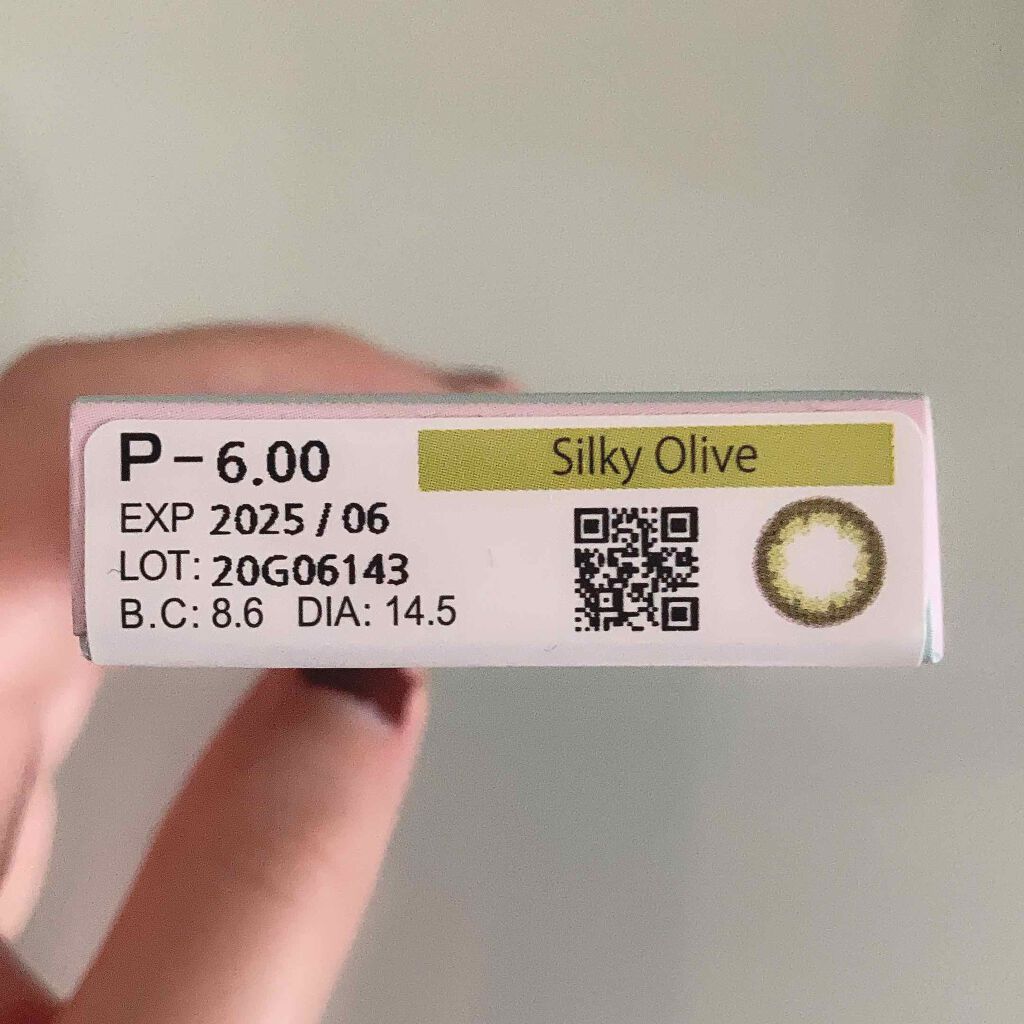 P-6.00
Silky Olive
EXP 2025/06
LOT: 20G06143
B.C: 8.6 DIA: 14.5